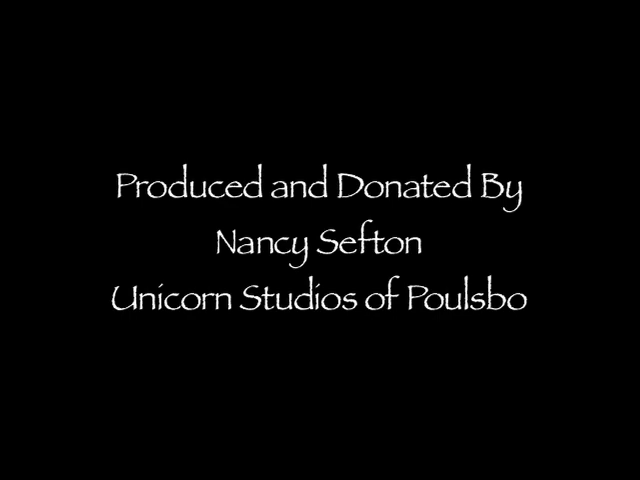 Produced and Donated By
Nancy Sefton
Unicorn Studios of Poulsbo